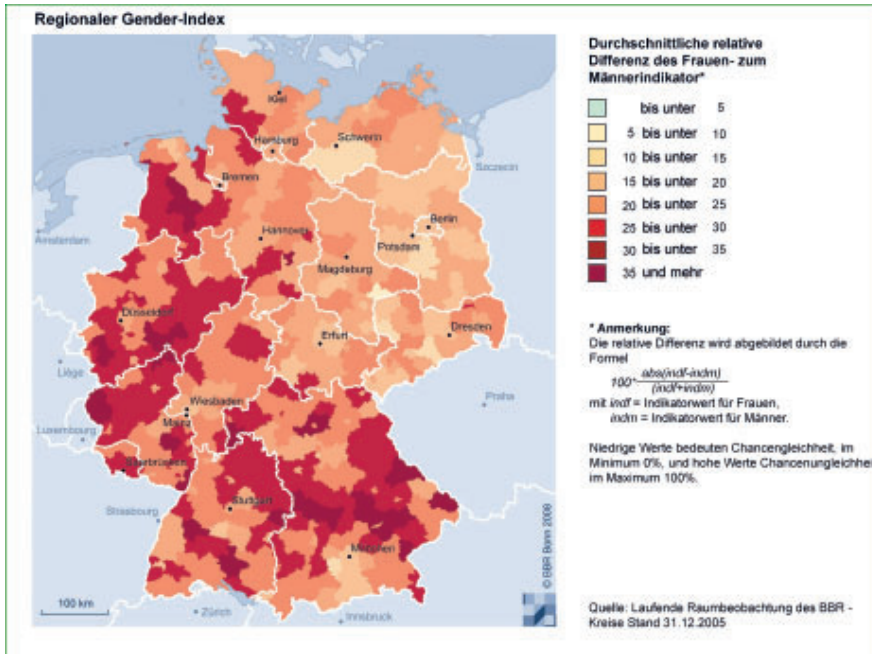 Regionaler Gender-Index
Durchschnittliche relative
Differenz des Frauen- zum
Männerindikator*
bis unter 5
5 bis unter 10
10 bis unter 15
15 bis unter 20
20 bis unter 25
25 bis unter 30
30 bis unter 35
35 und mehr
Kiel
Hamburg
Schwerin
Szczecin
Bremen
Berlin
Amsterdam
Hannover
Potsdam
Magdeburg
Düsseldorf
Erfurt
Dresden
Liège
Wiesbaden
Mainz
Praha
Luxembourg
Saarbrücken
Stuttgart
Strasbourg
München
Zürich
Innsbruck
100 km
© BBR Bonn 2008
* Anmerkung:
Die relative Differenz wird abgebildet durch die
Formel
100* abs(indf-indm)
(indf+indm)
mit indf = Indikatorwert für Frauen,
indm = Indikatorwert für Männer.
Niedrige Werte bedeuten Chancengleichheit, im
Minimum 0%, und hohe Werte Chancenungleichhei
im Maximum 100%.
Quelle: Laufende Raumbeobachtung des BBR -
Kreise Stand 31.12.2005